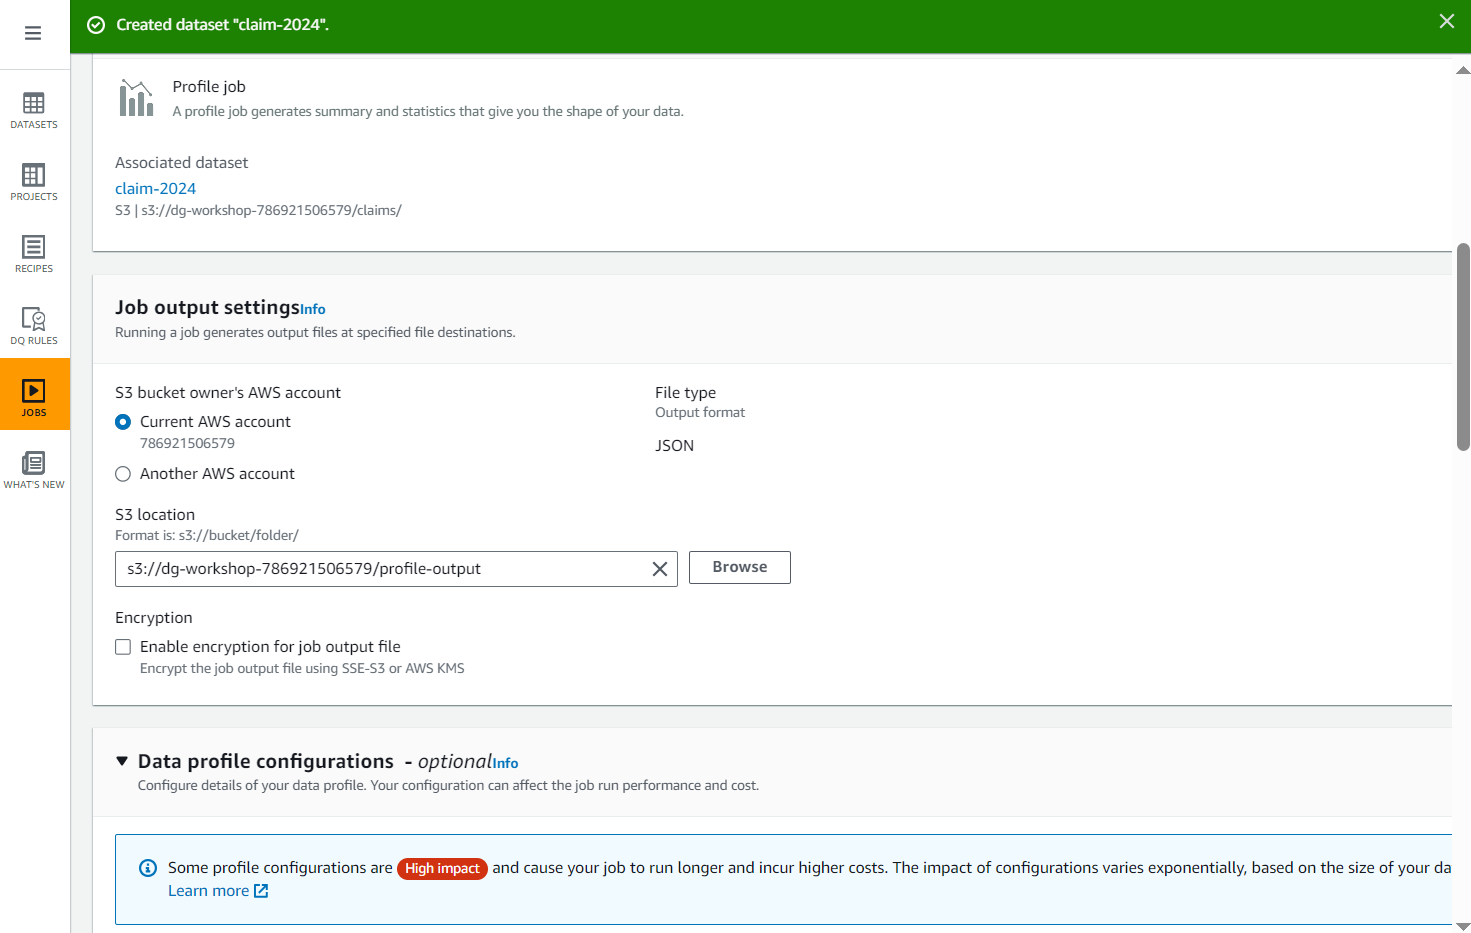 Created dataset "claim-2024".
DATASETS
PROJECTS
RECIPES
DQ RULES
JOBS
WHAT'S NEW
Profile job
A profile job generates summary and statistics that give you the shape of your data.
Associated dataset
claim-2024
S3 | s3://dg-workshop-786921506579/claims/
Job output settings Info
Running a job generates output files at specified file destinations.
S3 bucket owner's AWS account
Current AWS account
786921506579
Another AWS account
File type
Output format
JSON
S3 location
Format is: s3://bucket/folder/
s3://dg-workshop-786921506579/profile-output
Browse
Encryption
Enable encryption for job output file
Encrypt the job output file using SSE-S3 or AWS KMS
Data profile configurations - optional Info
Configure details of your data profile. Your configuration can affect the job run performance and cost.
Some profile configurations are High impact and cause your job to run longer and incur higher costs. The impact of configurations varies exponentially, based on the size of your da
Learn more